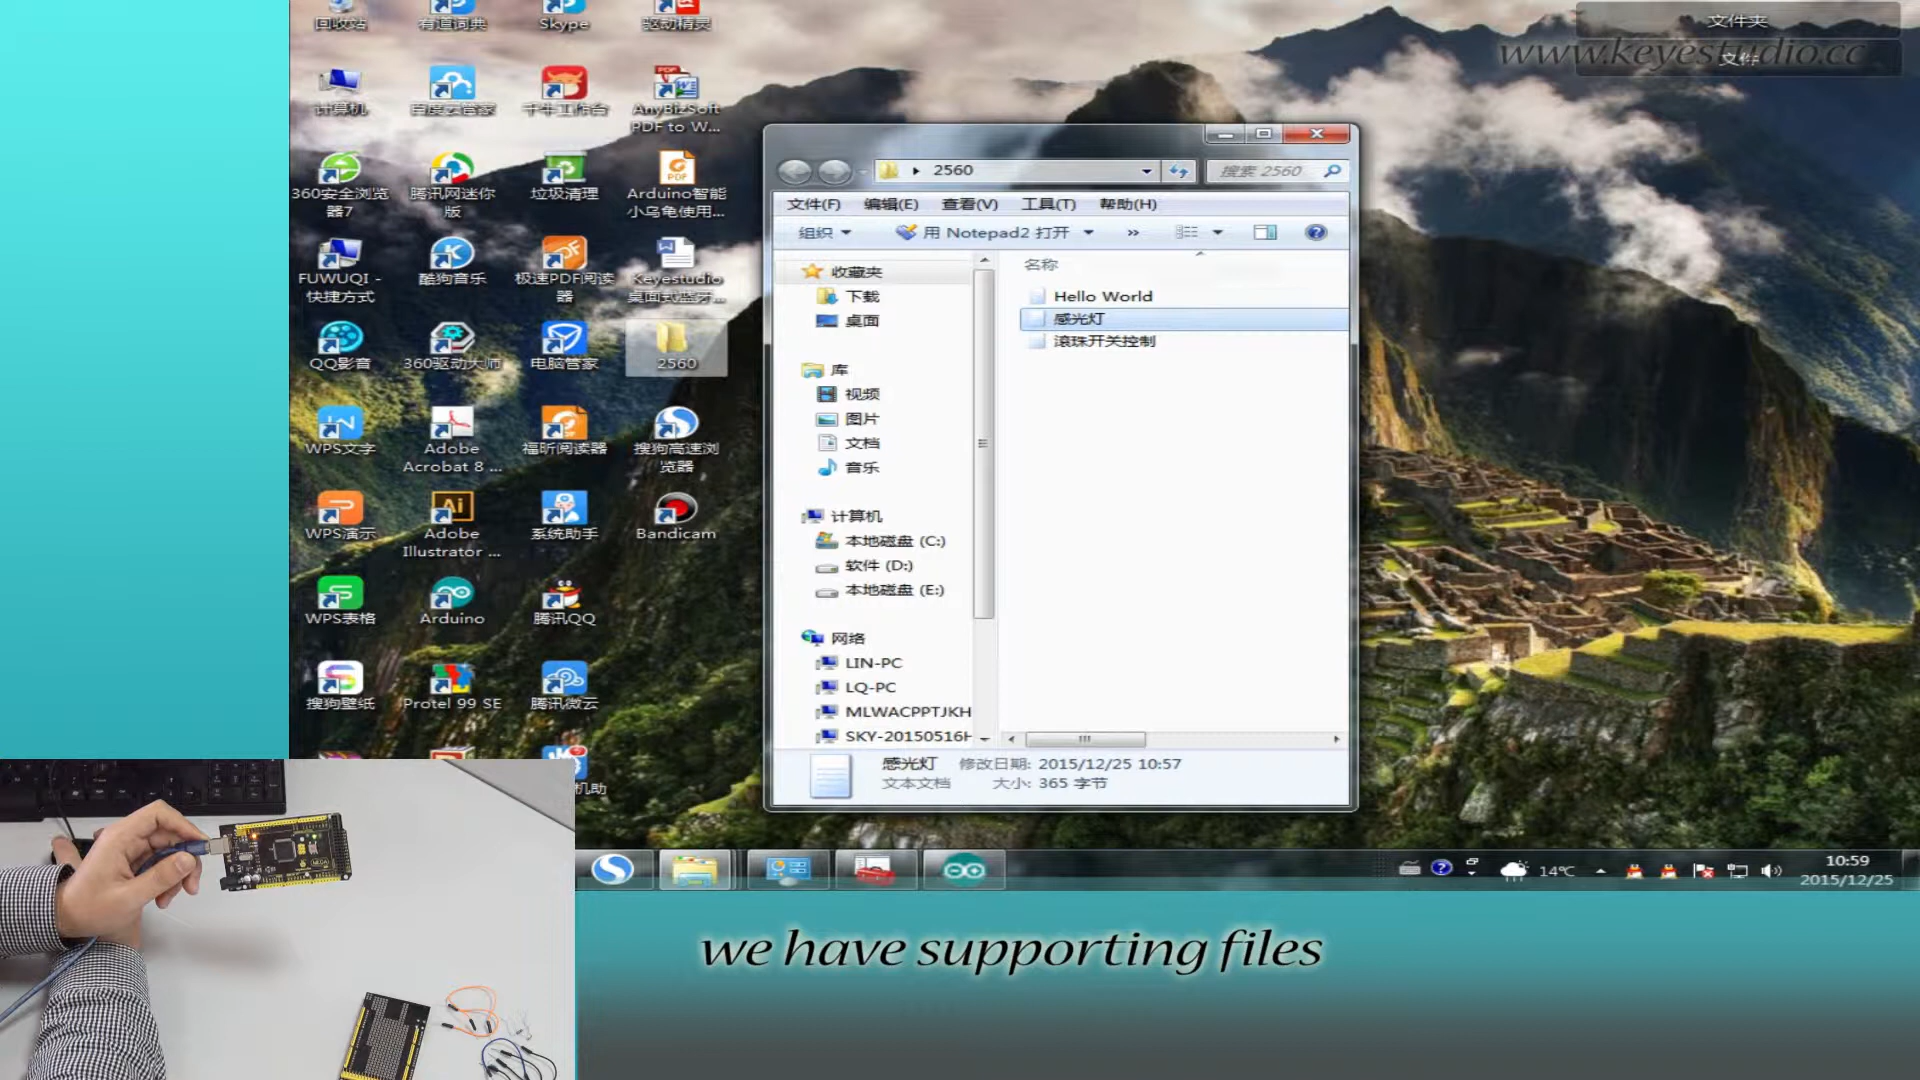 回收站
有道词典
Skype
驱动精灵
文件夹
文件
www.keyestudio.cc
计算机
百度云管家
千牛工作台
AnyBizSoft
PDF to W...
360安全浏览
器7
腾讯网迷你
版
垃圾清理
Arduino智能
小乌龟使用...
FUWUQI -
快捷方式
酷狗音乐
极速PDF阅读
器
Keyestudio
桌面式蓝牙...
QQ影音
360驱动大师
电脑管家
2560
WPS文字
Adobe
Acrobat 8 ...
福昕阅读器
搜狗高速浏
览器
WPS演示
Adobe
Illustrator ...
系统助手
Bandicam
WPS表格
Arduino
腾讯QQ
搜狗壁纸
Protel 99 SE
腾讯微云
机助
2560
搜索 2560
文件(F) 编辑(E) 查看(V) 工具(T) 帮助(H)
组织 用 Notepad2 打开 »
收藏夹
下载
桌面
库
视频
图片
文档
音乐
计算机
本地磁盘 (C:)
软件 (D:)
本地磁盘 (E:)
网络
LIN-PC
LQ-PC
MLWACPPTJKH
SKY-20150516H
名称
Hello World
感光灯
滚珠开关控制
感光灯 修改日期: 2015/12/25 10:57
文本文档 大小: 365 字节
14℃
10:59
2015/12/25
we have supporting files